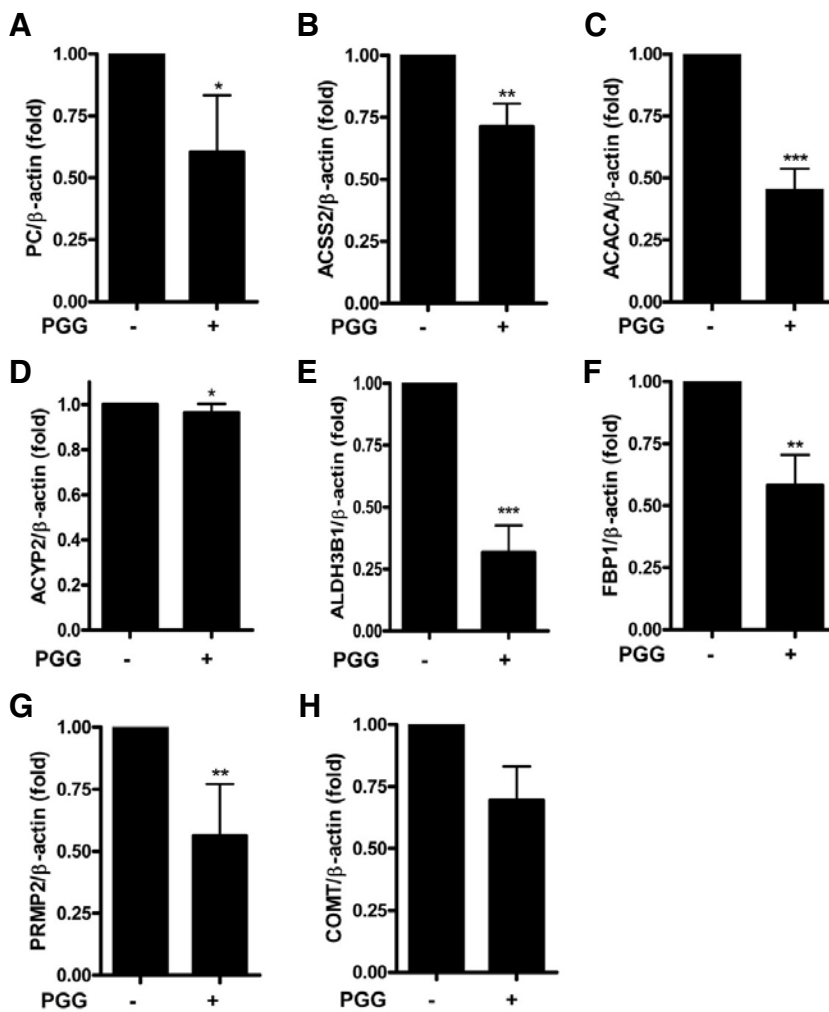 A
PC/β-actin (fold)
1.00
0.75
0.50
0.25
0.00
*
PGG - +
B
ACSS2/β-actin (fold)
1.00
0.75
0.50
0.25
0.00
**
PGG - +
C
ACACA/β-actin (fold)
1.00
0.75
0.50
0.25
0.00
***
PGG - +
D
ACYP2/β-actin (fold)
1.0
0.8
0.6
0.4
0.2
0.0
*
PGG - +
E
ALDH3B1/β-actin (fold)
1.00
0.75
0.50
0.25
0.00
***
PGG - +
F
FBP1/β-actin (fold)
1.00
0.75
0.50
0.25
0.00
**
PGG - +
G
PRMP2/β-actin (fold)
1.00
0.75
0.50
0.25
0.00
**
PGG - +
H
COMT/β-actin (fold)
1.00
0.75
0.50
0.25
0.00
PGG - +